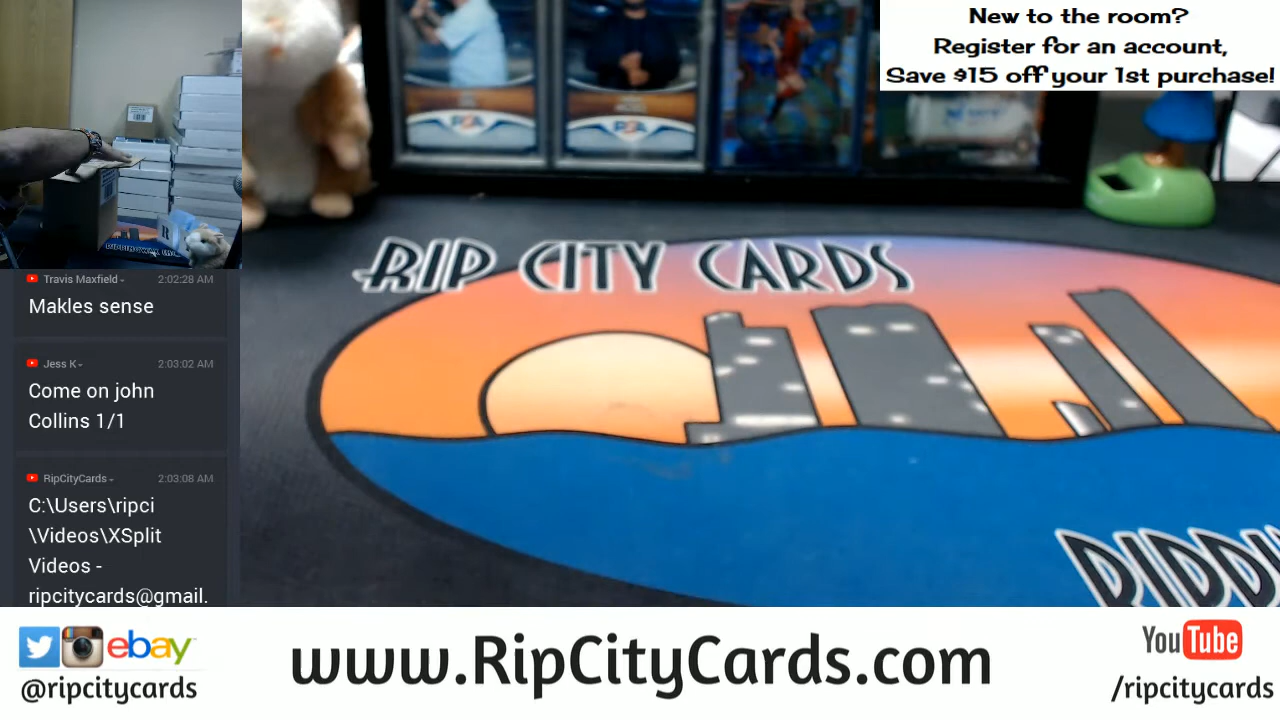 New to the room?
Register for an account,
Save $15 off your 1st purchase!
Travis Maxfield
2:02:28 AM
Makles sense
Jess K
2:03:02 AM
Come on john
Collins 1/1
RipCityCards
2:03:08 AM
C:\Users\ripci
\Videos\XSplit
Videos -
ripcitycards@gmail.
RIP CITY CARDS
ebay
@ripcitycards
www.RipCityCards.com
YouTube
/ripcitycards